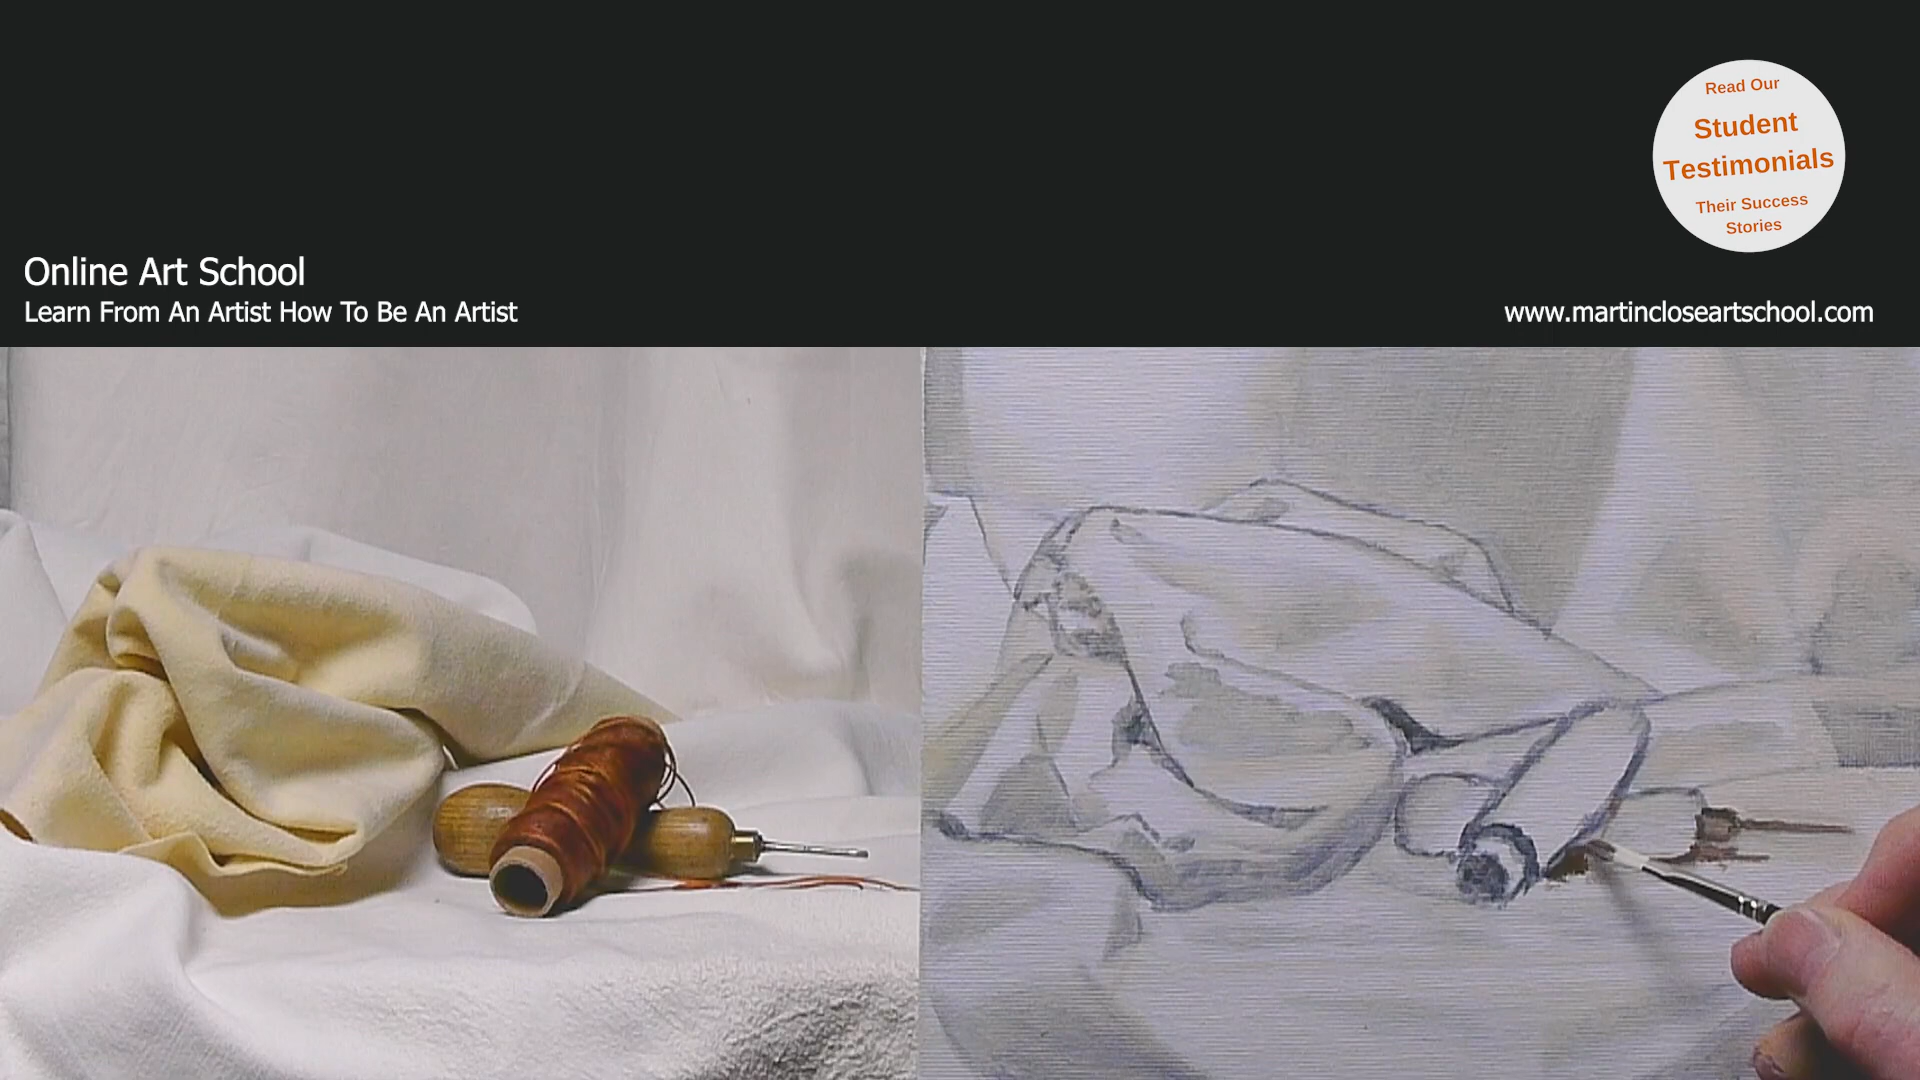 Read Our
Student
Testimonials
Their Success
Stories
Online Art School
Learn From An Artist How To Be An Artist
www.martincloseartschool.com